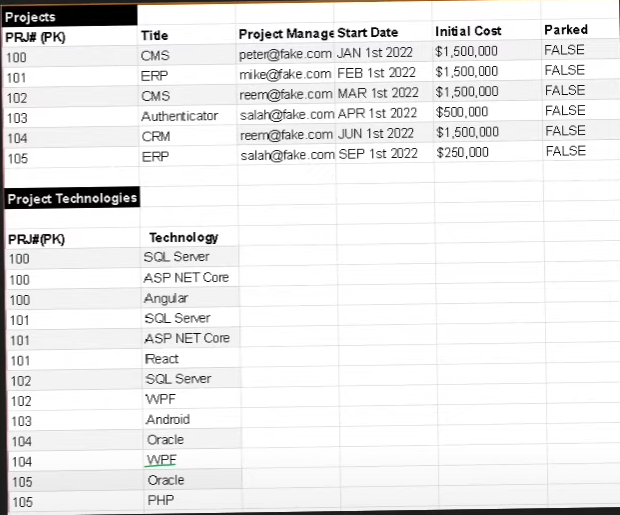 Projects
PRJ# (PK) Title Project Manage Start Date Initial Cost Parked
100 CMS peter@fake.com JAN 1st 2022 $1,500,000 FALSE
101 ERP mike@fake.com FEB 1st 2022 $1,500,000 FALSE
102 CMS reem@fake.com MAR 1st 2022 $1,500,000 FALSE
103 Authenticator salah@fake.com APR 1st 2022 $500,000 FALSE
104 CRM reem@fake.com JUN 1st 2022 $1,500,000 FALSE
105 ERP salah@fake.com SEP 1st 2022 $250,000 FALSE
Project Technologies
PRJ#(PK) Technology
100 SQL Server
100 ASP NET Core
100 Angular
101 SQL Server
101 ASP NET Core
101 React
102 SQL Server
102 WPF
103 Android
104 Oracle
104 WPF
105 Oracle
105 PHP